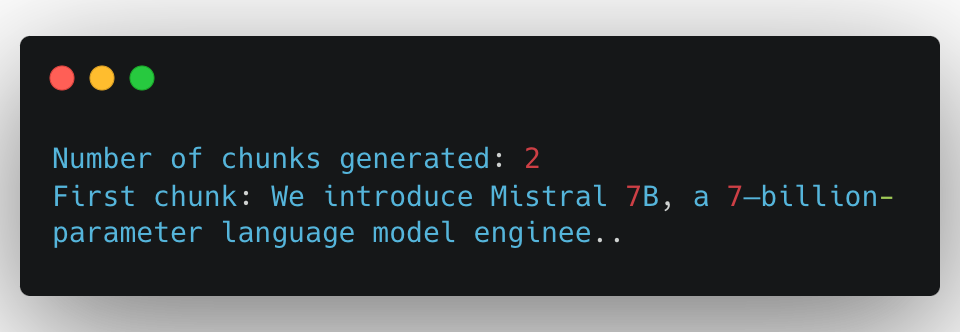 Number of chunks generated: 2
First chunk: We introduce Mistral 7B, a 7–billion-
parameter language model enginee..